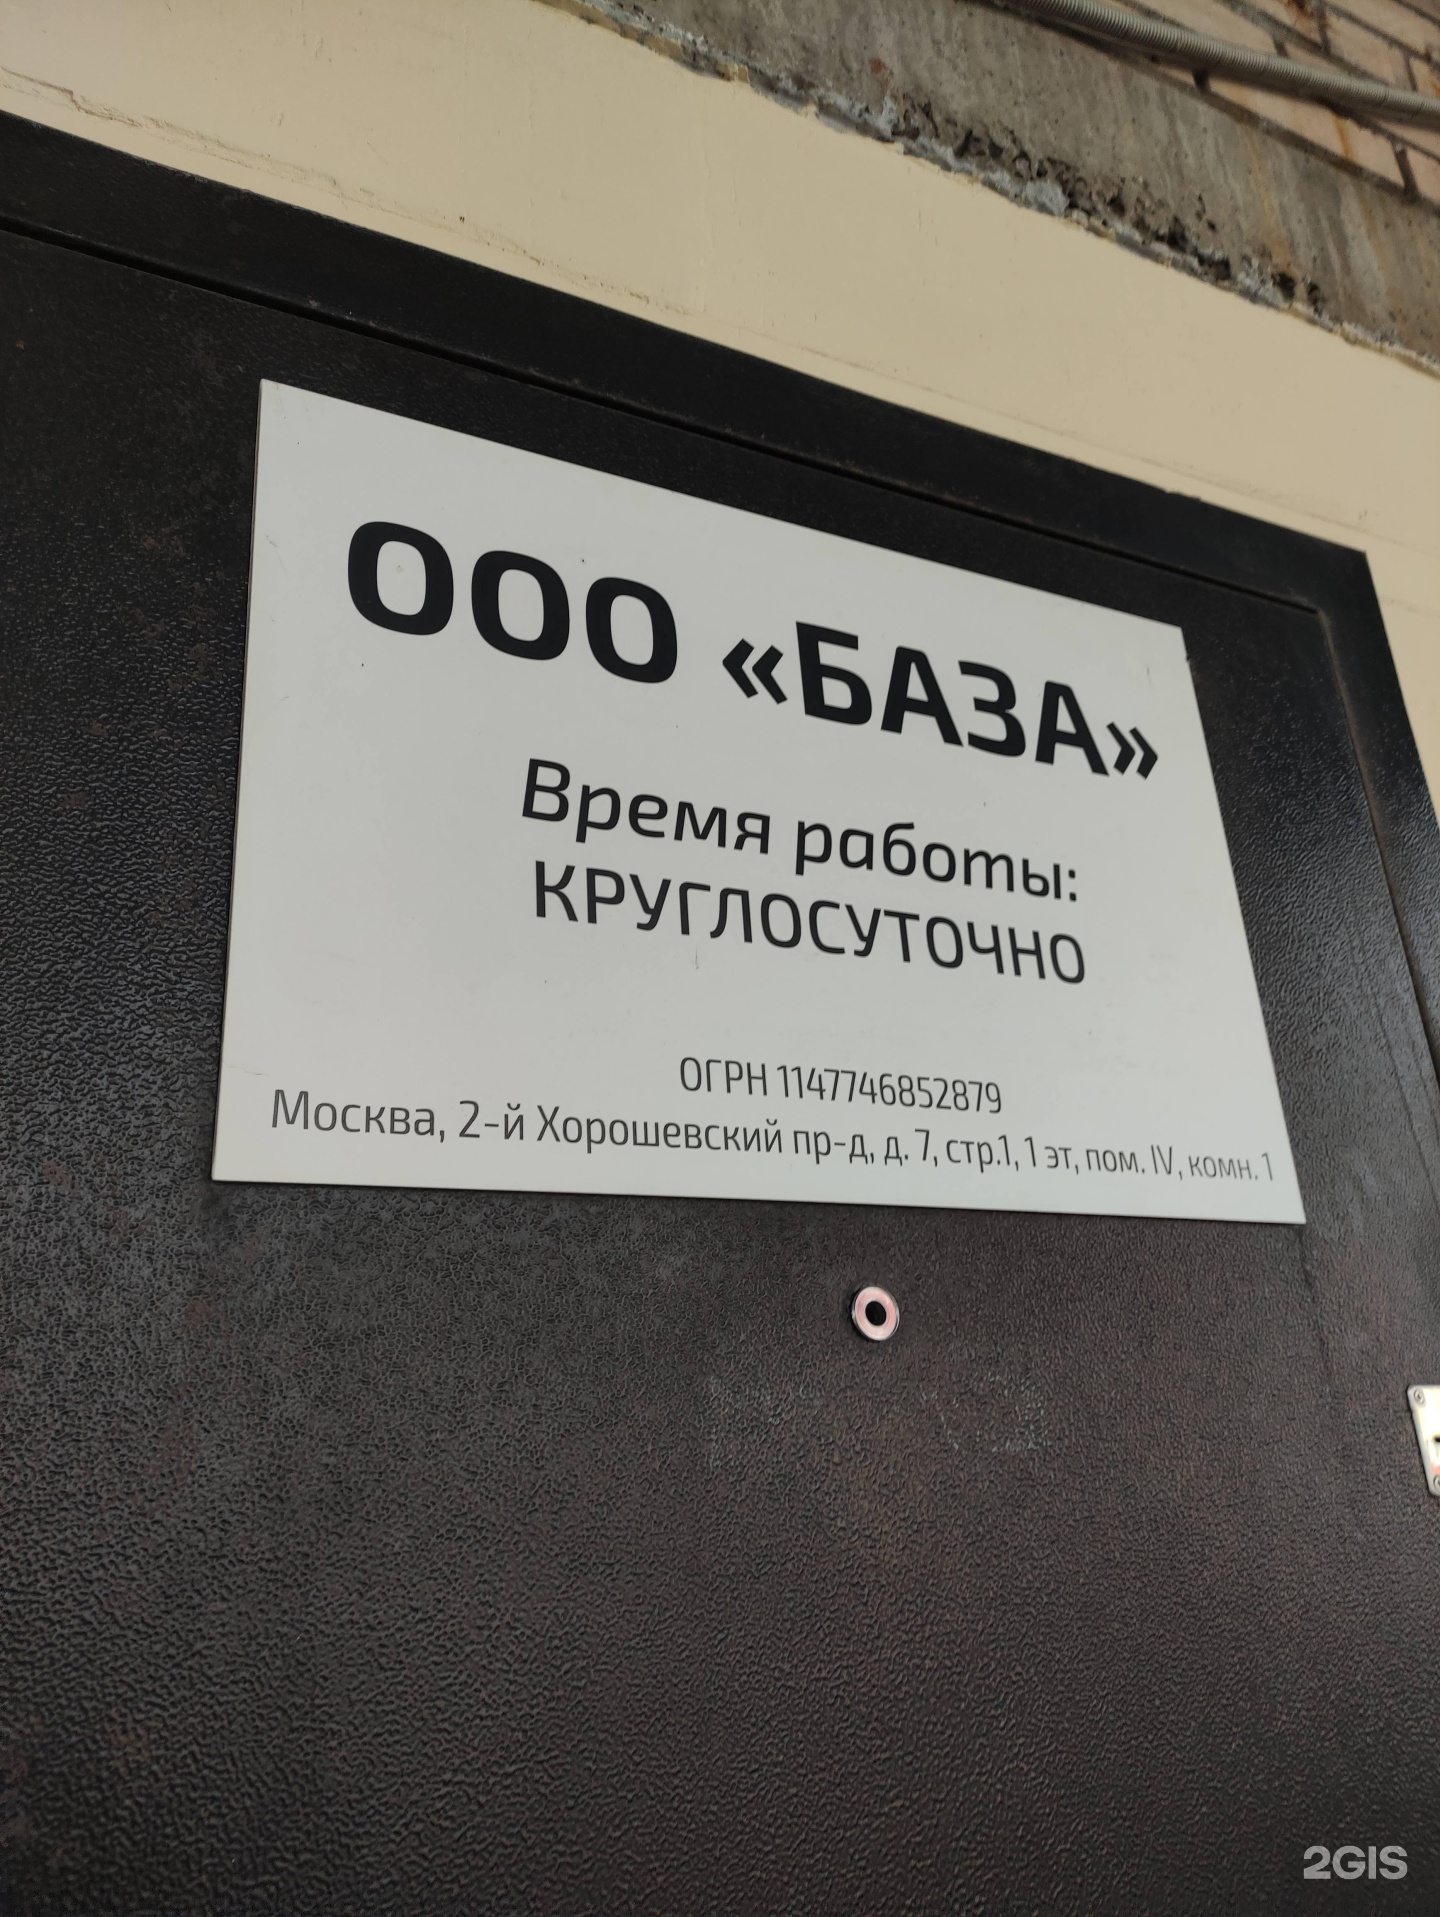 ООО «БАЗА»
Время работы:
КРУГЛОСУТОЧНО
ОГРН 1147746852879
Москва, 2-й Хорошевский пр-д, д. 7, стр.1, 1 эт, пом. IV, комн. 1
2GIS